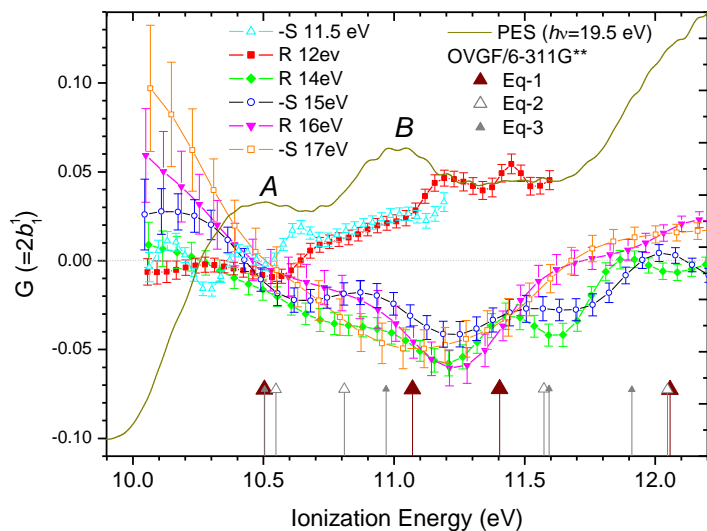 -S 11.5 eV
R 12ev
R 14eV
-S 15eV
R 16eV
-S 17eV
PES (hν=19.5 eV)
OVGF/6-311G**
Eq-1
Eq-2
Eq-3
A
B
0.10
0.05
0.00
-0.05
-0.10
G (=2b₁¹)
10.0 10.5 11.0 11.5 12.0
Ionization Energy (eV)